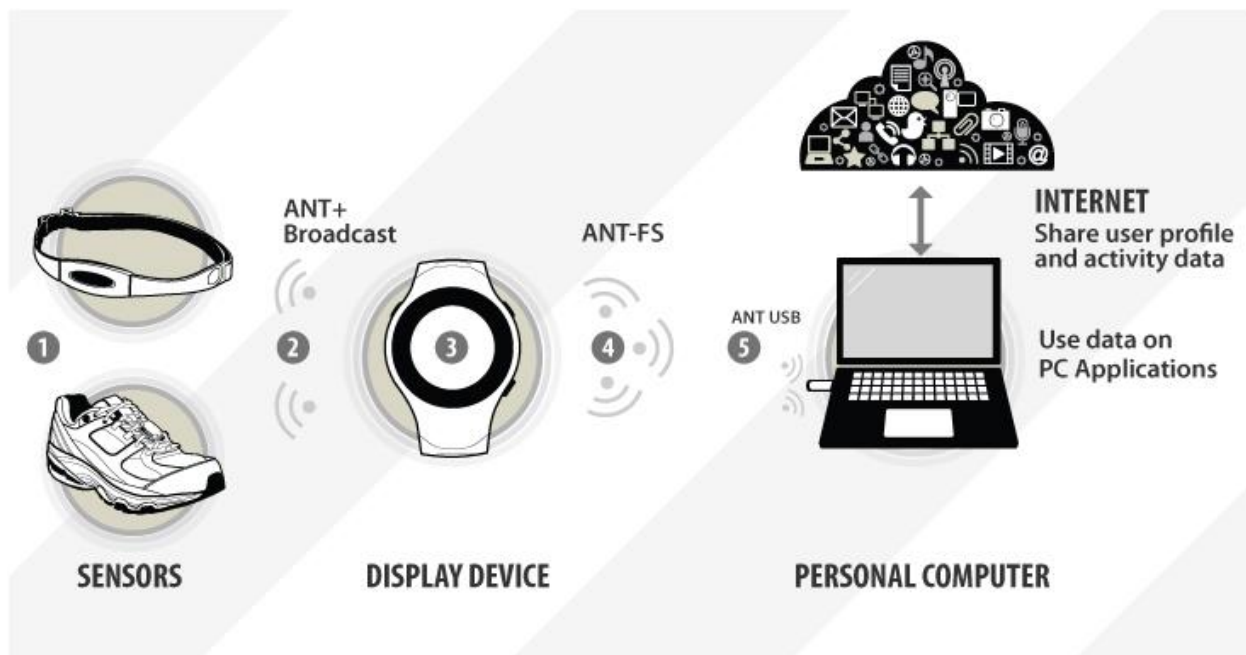 ANT+
Broadcast
ANT-FS
INTERNET
Share user profile
and activity data
ANT USB
1
2
3
4
5
Use data on
PC Applications
SENSORS
DISPLAY DEVICE
PERSONAL COMPUTER
@